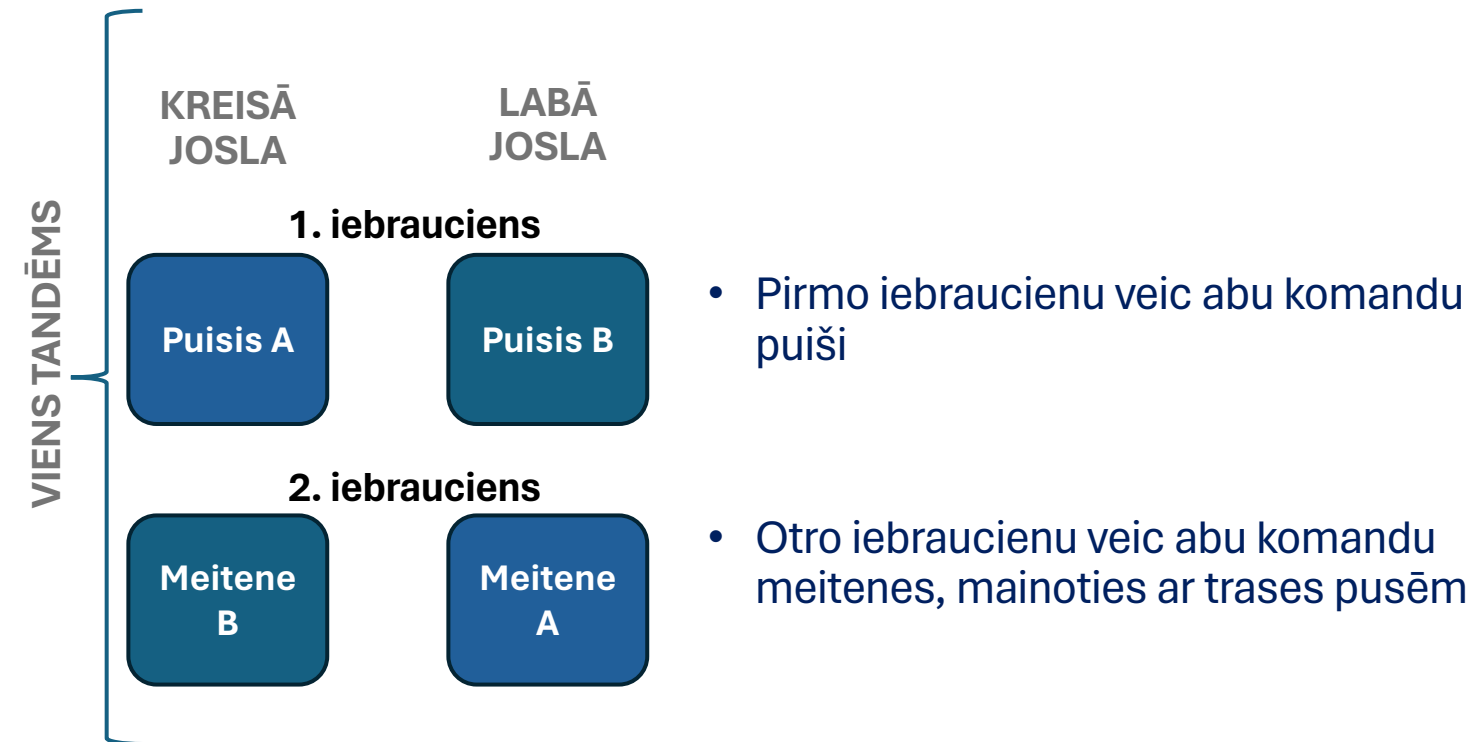 VIENS TANDĒMS
KREISĀ
JOSLA
LABĀ
JOSLA
1. iebrauciens
Puisis A
Puisis B
• Pirmo iebraucienu veic abu komandu
puiši
2. iebrauciens
Meitene
B
Meitene
A
• Otro iebraucienu veic abu komandu
meitenes, mainoties ar trases pusēm